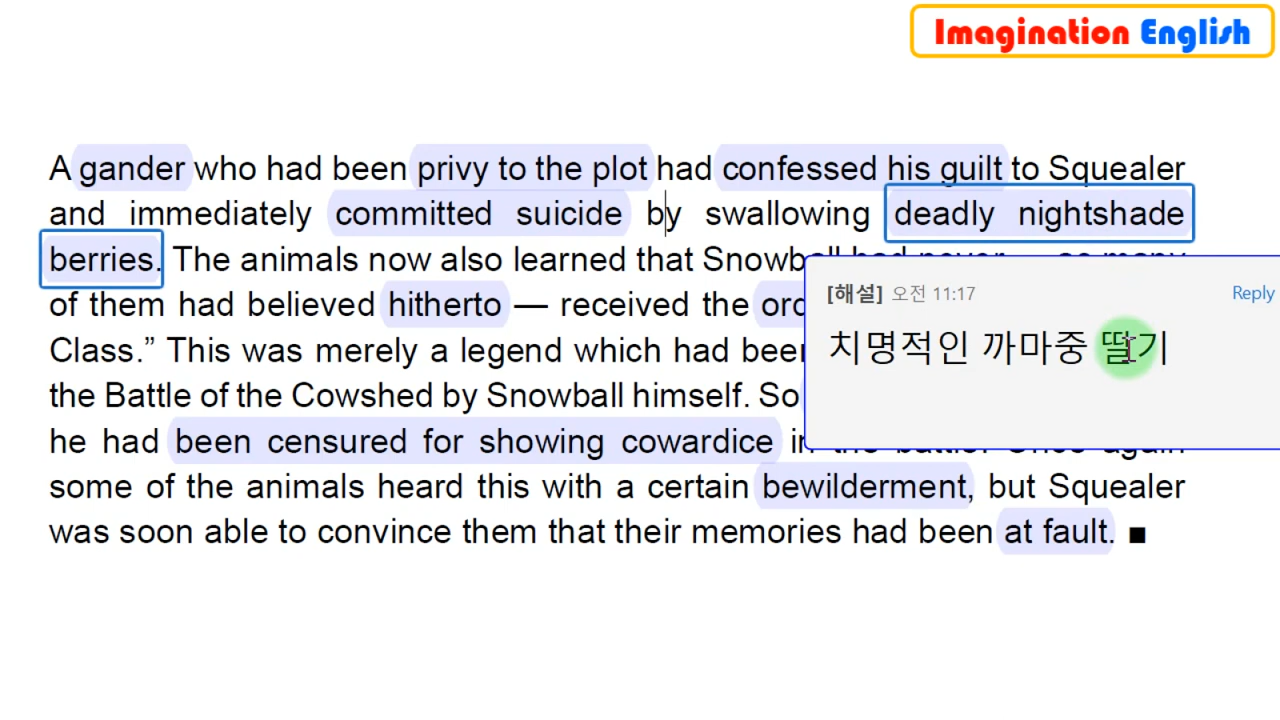 Imagination English
A gander who had been privy to the plot had confessed his guilt to Squealer
and immediately committed suicide by swallowing deadly nightshade
berries. The animals now also learned that
of them had believed hitherto — received the
Class.” This was merely a legend which had
the Battle of the Cowshed by Snowball himself. So
he had been censured for showing cowardice
some of the animals heard this with a certain bewilderment, but Squealer
was soon able to convince them that their memories had been at fault. ■
[해설] 오전 11:17 Reply
치명적인 까마중 딸기